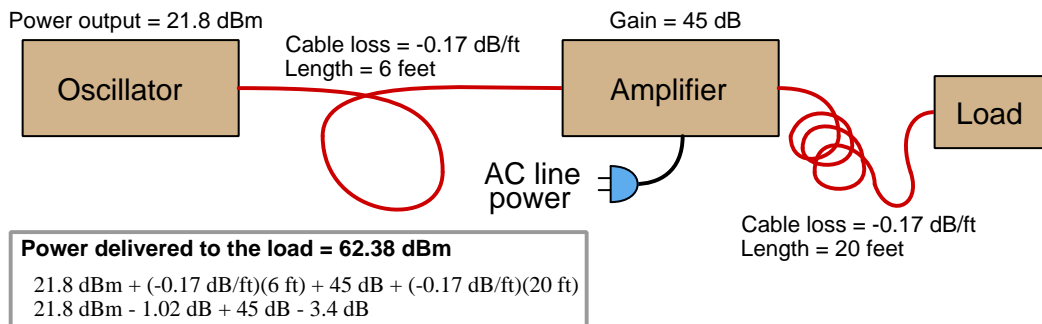 Power output = 21.8 dBm
Gain = 45 dB
Cable loss = -0.17 dB/ft
Length = 6 feet
Oscillator
Amplifier
Load
AC line
power
Cable loss = -0.17 dB/ft
Length = 20 feet
Power delivered to the load = 62.38 dBm
21.8 dBm + (-0.17 dB/ft)(6 ft) + 45 dB + (-0.17 dB/ft)(20 ft)
21.8 dBm - 1.02 dB + 45 dB - 3.4 dB